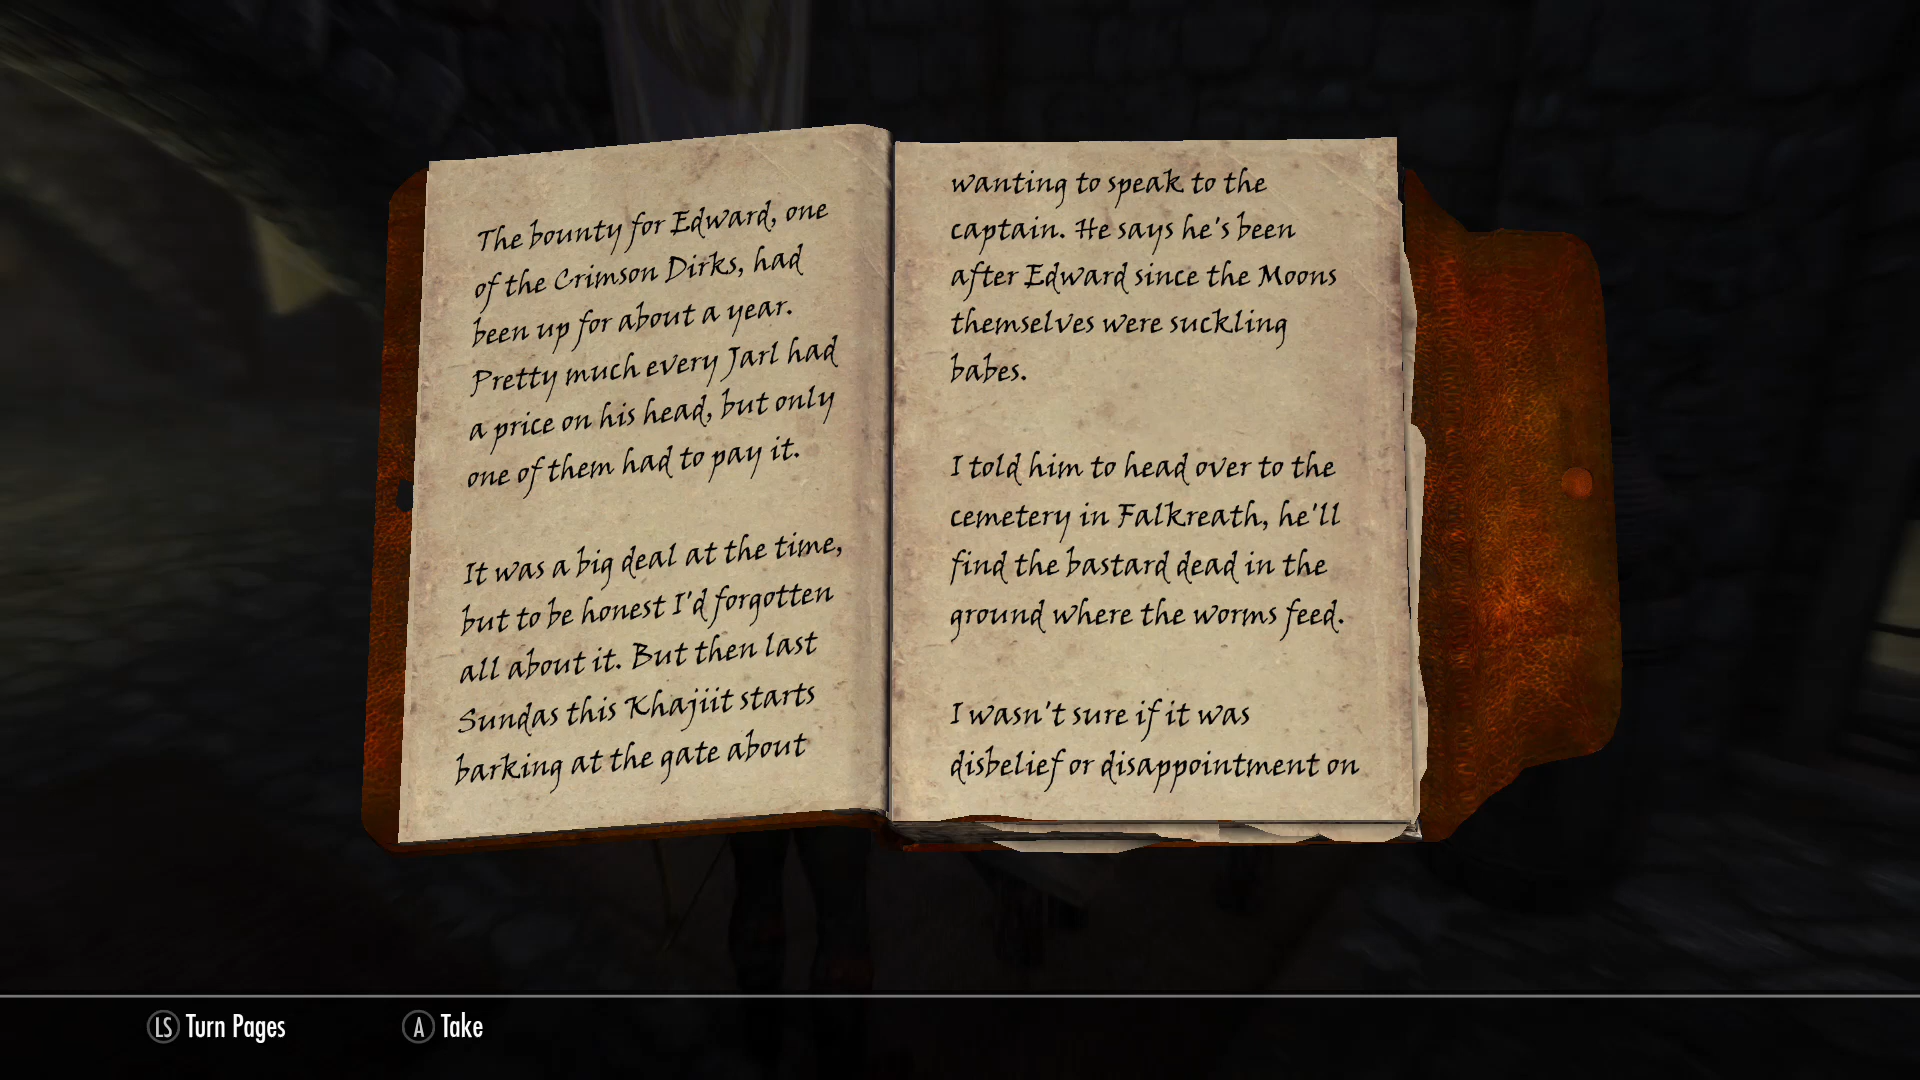 The bounty for Edward, one
of the Crimson Dirks, had
been up for about a year.
Pretty much every Jarl had
a price on his head, but only
one of them had to pay it.
It was a big deal at the time,
but to be honest I'd forgotten
all about it. But then last
Sundas this Khajiit starts
barking at the gate about
wanting to speak to the
captain. He says he's been
after Edward since the Moons
themselves were suckling
babes.
I told him to head over to the
cemetery in Falkreath, he'll
find the bastard dead in the
ground where the worms feed.
I wasn't sure if it was
disbelief or disappointment on
LS Turn Pages
A Take